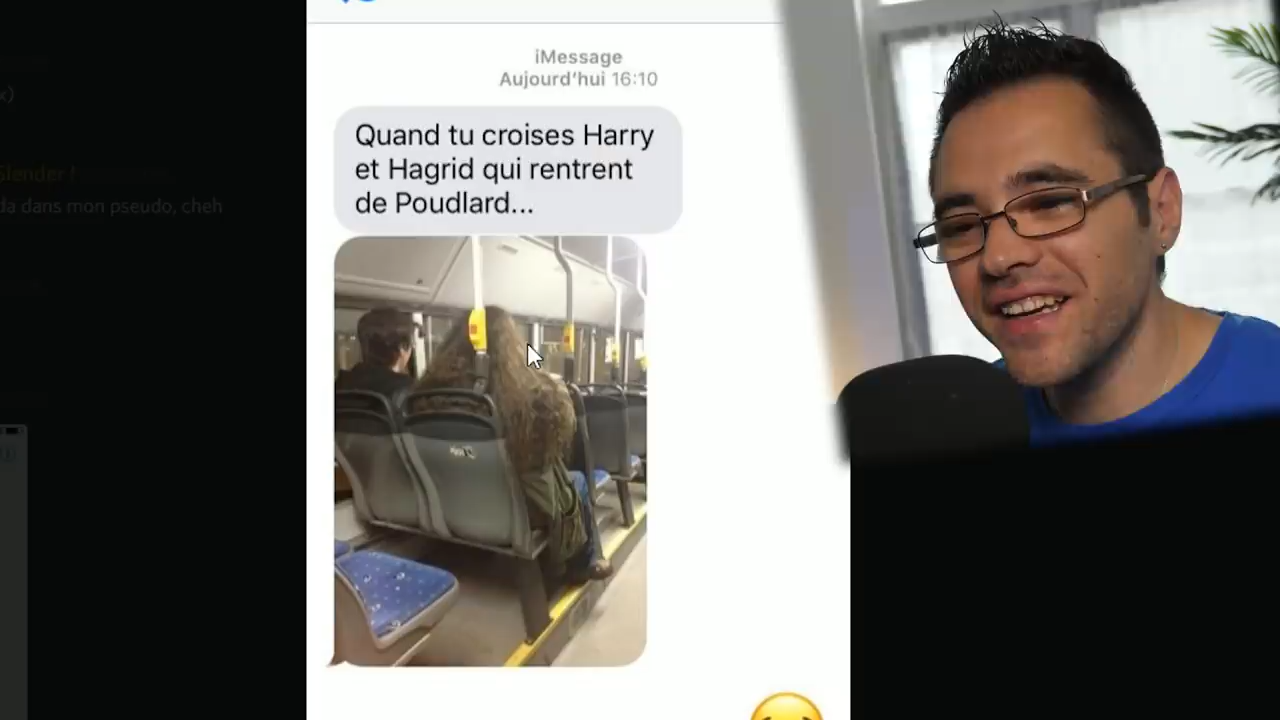 iMessage
Aujourd'hui 16:10
Quand tu croises Harry
et Hagrid qui rentrent
de Poudlard...
x)
Slender !
da dans mon pseudo, cheh